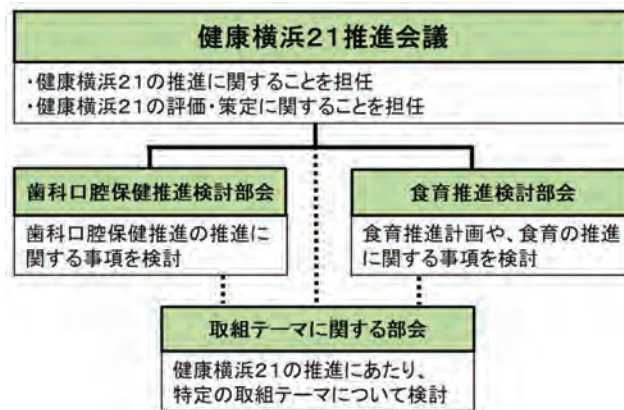 健康横浜21推進会議
・健康横浜21の推進に関することを担任
・健康横浜21の評価・策定に関することを担任
歯科口腔保健推進検討部会
歯科口腔保健推進の推進に
関する事項を検討
食育推進検討部会
食育推進計画や、食育の推進
に関する事項を検討
取組テーマに関する部会
健康横浜21の推進にあたり、
特定の取組テーマについて検討